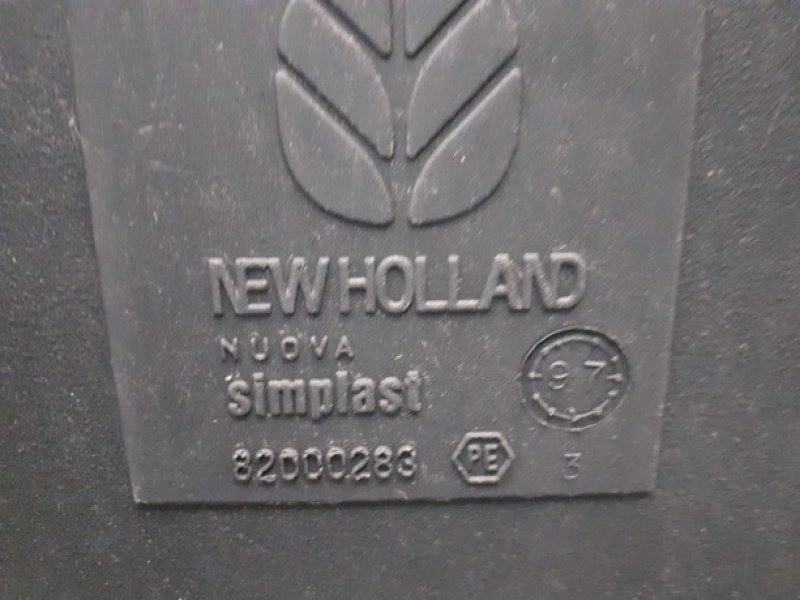 NEW HOLLAND
NUOVA
simplast
97
82000283
PE
3